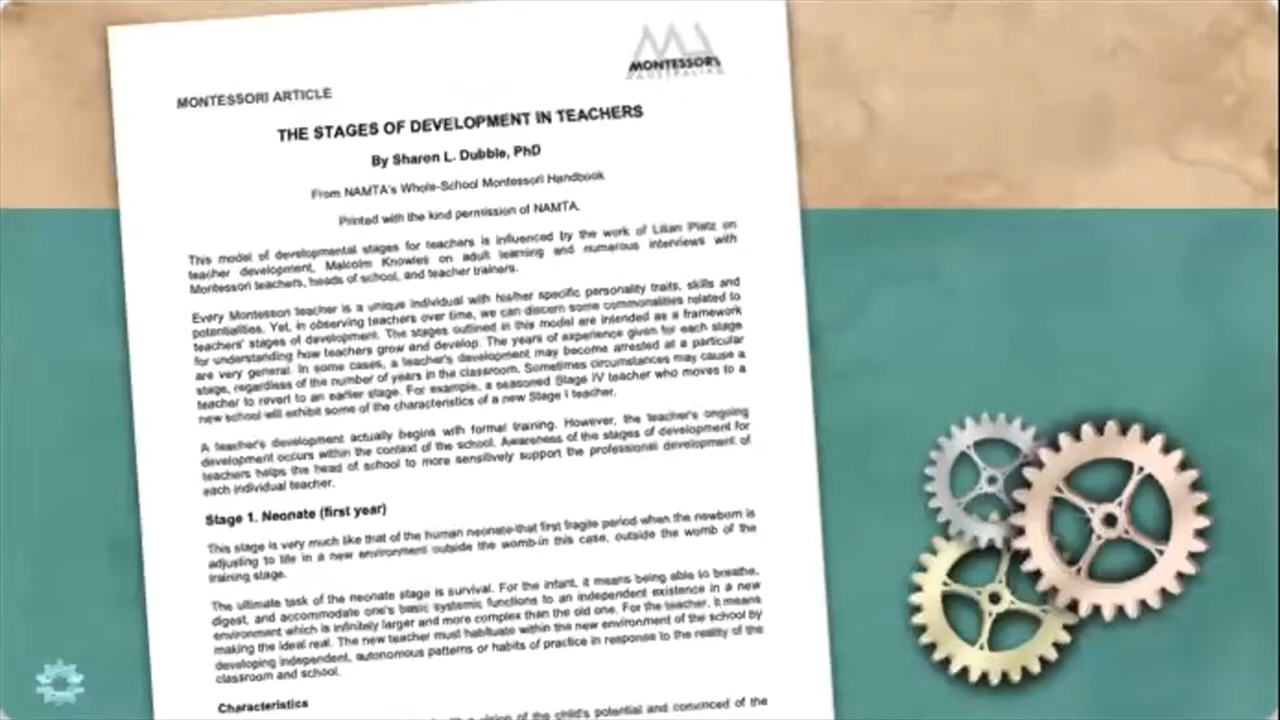 MONTESSORI
AUSTRALIA
MONTESSORI ARTICLE
THE STAGES OF DEVELOPMENT IN TEACHERS
By Sharon L. Dubble, PhD
From NAMTA's Whole-School Montessori Handbook
Printed with the kind permission of NAMTA.
This model of developmental stages for teachers is influenced by the work of Lilian Platz on
teacher development, Malcolm Knowles on adult learning and numerous interviews with
Montessori teachers, heads of school, and teacher trainers.
Every Montessori teacher is a unique individual with his/her specific personality traits, skills and
potentialities. Yet, in observing teachers over time, we can discern some commonalities related to
teachers' stages of development. The stages outlined in this model are intended as a framework
for understanding how teachers grow and develop. The years of experience given for each stage
are very general. In some cases, a teacher's development may become arrested at a particular
stage, regardless of the number of years in the classroom. Sometimes circumstances may cause a
teacher to revert to an earlier stage. For example, a seasoned Stage IV teacher who moves to a
new school will exhibit some of the characteristics of a new Stage I teacher.
A teacher's development actually begins with formal training. However, the teacher's ongoing
development occurs within the context of the school. Awareness of the stages of development for
teachers helps the head of school to more sensitively support the professional development of
each individual teacher.
Stage 1. Neonate (first year)
This stage is very much like that of the human neonate-that first fragile period when the newborn is
adjusting to life in a new environment outside the womb-in this case, outside the womb of the
training stage.
The ultimate task of the neonate stage is survival. For the infant, it means being able to breathe,
digest, and accommodate one's basic systemic functions to an independent existence in a new
environment which is infinitely larger and more complex than the old one. For the teacher, it means
making the ideal real. The new teacher must habituate within the new environment of the school by
developing independent, autonomous patterns or habits of practice in response to the reality of the
classroom and school.
Characteristics
vision of the child's potential and convinced of the